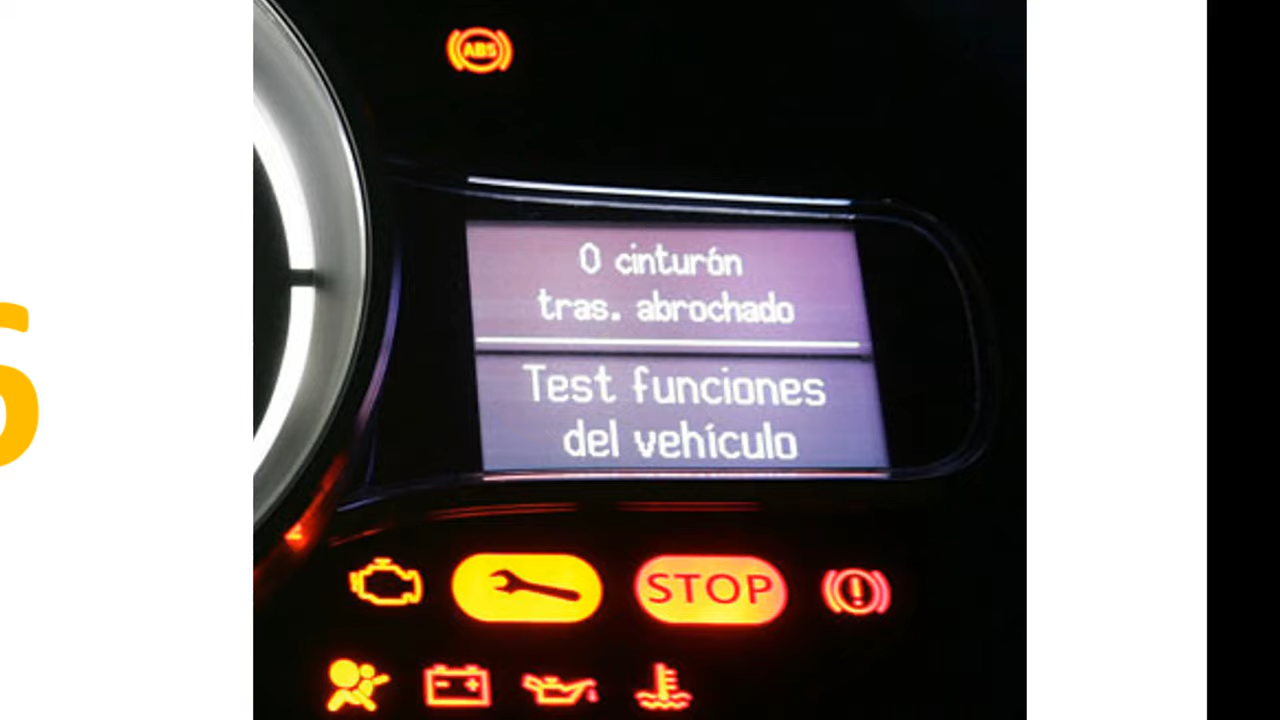 ABS
0 cinturón
tras. abrochado
Test funciones
del vehículo
STOP